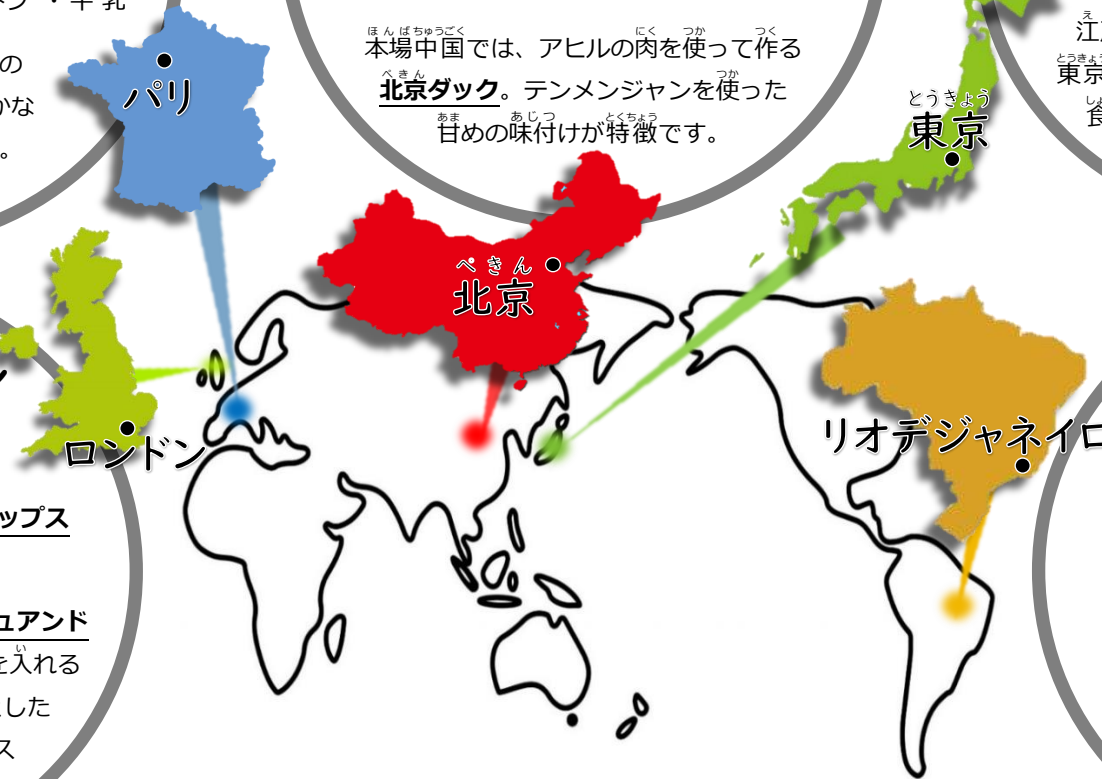 ・牛乳
の
かな
。
パリ
本場中国では、アヒルの肉を使って作る
北京ダック。テンメンジャンを使った
甘めの味付けが特徴です。
東京
東京
食
北京
ロンドン
リオデジャネイロ
ップス
ュアンド
を入れる
した
ス